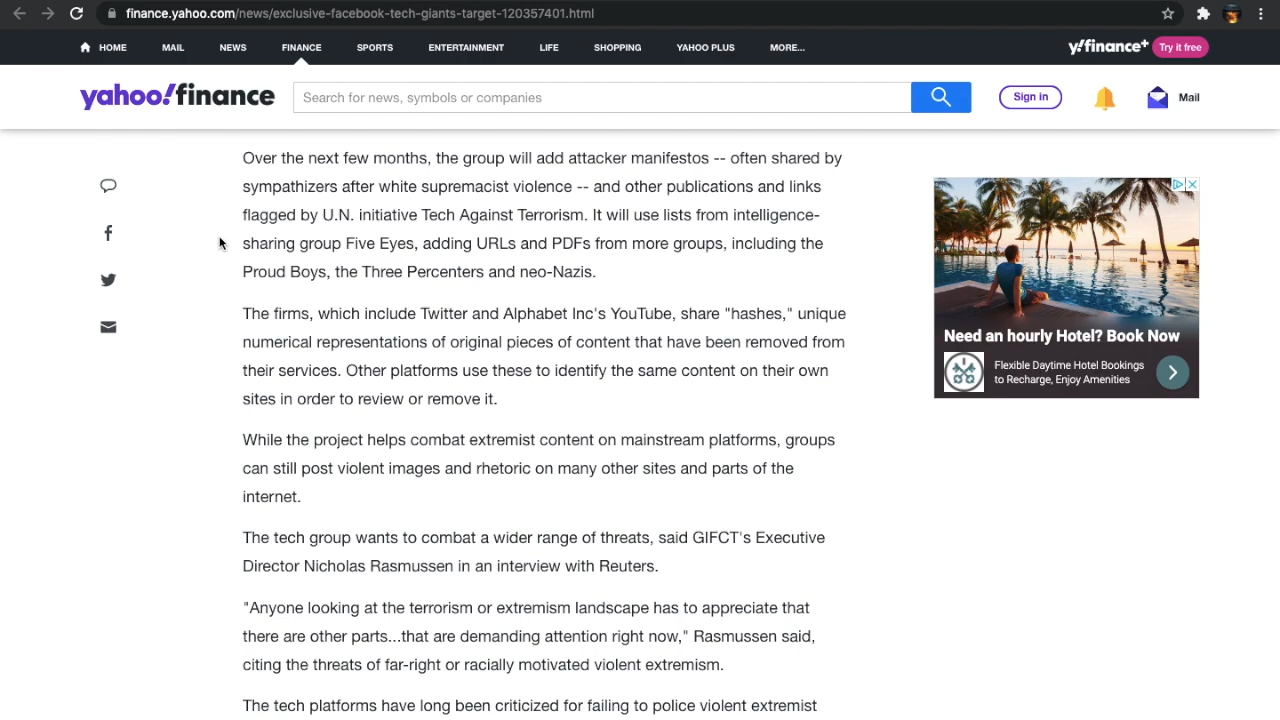 finance.yahoo.com/news/exclusive-facebook-tech-giants-target-120357401.html
HOME MAIL NEWS FINANCE SPORTS ENTERTAINMENT LIFE SHOPPING YAHOO PLUS MORE... y!finance+ Try it free
yahoo!finance Search for news, symbols or companies Sign in Mail
Over the next few months, the group will add attacker manifestos -- often shared by
sympathizers after white supremacist violence -- and other publications and links
flagged by U.N. initiative Tech Against Terrorism. It will use lists from intelligence-
sharing group Five Eyes, adding URLs and PDFs from more groups, including the
Proud Boys, the Three Percenters and neo-Nazis.
The firms, which include Twitter and Alphabet Inc's YouTube, share "hashes," unique
numerical representations of original pieces of content that have been removed from
their services. Other platforms use these to identify the same content on their own
sites in order to review or remove it.
While the project helps combat extremist content on mainstream platforms, groups
can still post violent images and rhetoric on many other sites and parts of the
internet.
The tech group wants to combat a wider range of threats, said GIFCT's Executive
Director Nicholas Rasmussen in an interview with Reuters.
"Anyone looking at the terrorism or extremism landscape has to appreciate that
there are other parts...that are demanding attention right now," Rasmussen said,
citing the threats of far-right or racially motivated violent extremism.
The tech platforms have long been criticized for failing to police violent extremist
Need an hourly Hotel? Book Now
Flexible Daytime Hotel Bookings
to Recharge, Enjoy Amenities